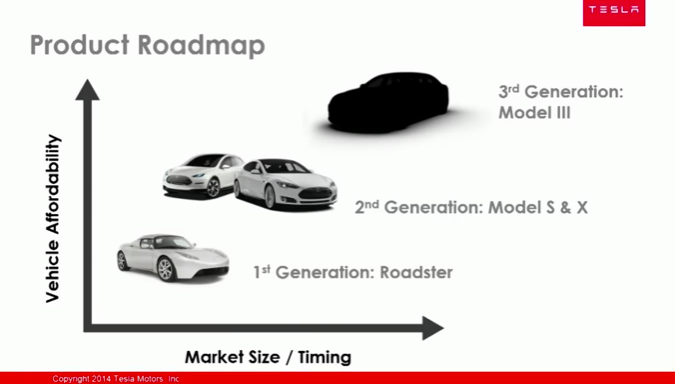 TESLA
Product Roadmap
3rd Generation:
Model III
Vehicle Affordability
2nd Generation: Model S & X
1st Generation: Roadster
Market Size / Timing
Copyright 2014 Tesla Motors, Inc